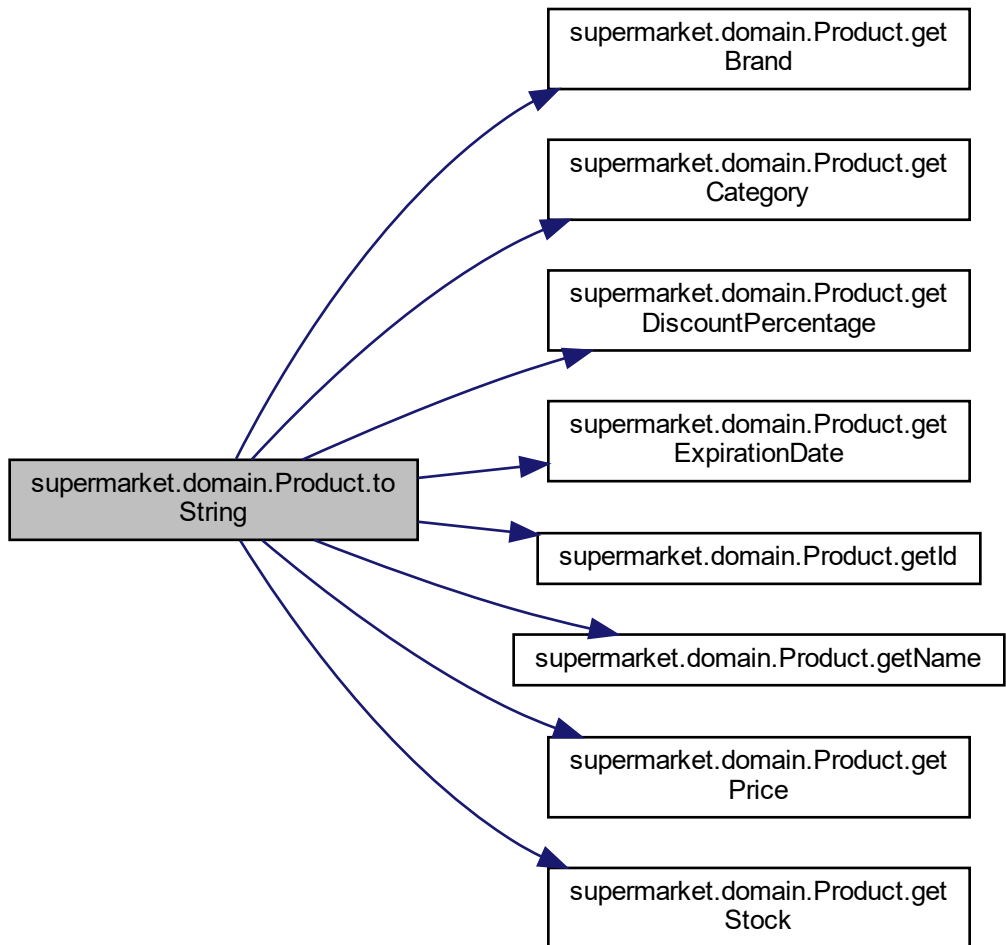 supermarket.domain.Product.get
Brand
supermarket.domain.Product.get
Category
supermarket.domain.Product.get
DiscountPercentage
supermarket.domain.Product.get
ExpirationDate
supermarket.domain.Product.to
String
supermarket.domain.Product.getId
supermarket.domain.Product.getName
supermarket.domain.Product.get
Price
supermarket.domain.Product.get
Stock